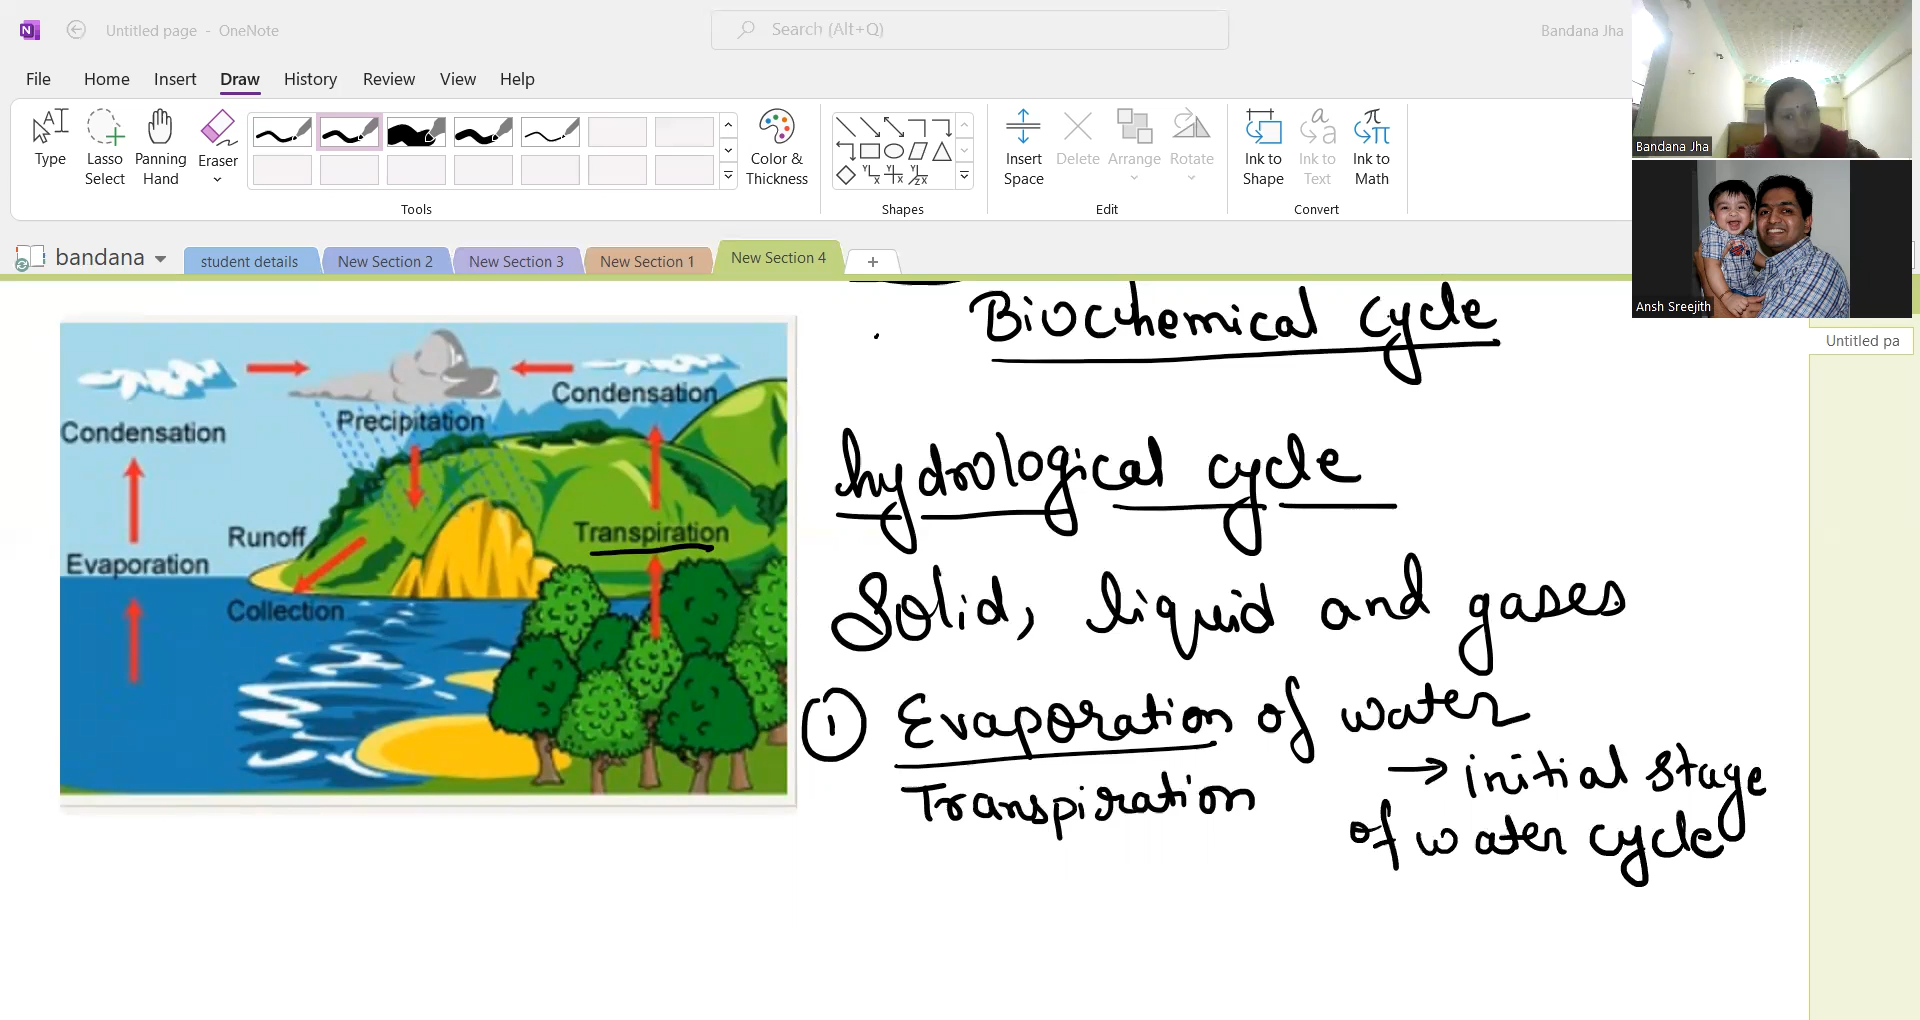 Untitled page - OneNote
Search (Alt+Q)
Bandana Jha
File Home Insert Draw History Review View Help
Type
Lasso Select
Panning Hand
Eraser
Color & Thickness
Insert Space
Delete
Arrange
Rotate
Ink to Shape
Ink to Text
Ink to Math
Tools
Shapes
Edit
Convert
Bandana Jha
Ansh Sreejith
bandana
student details
New Section 2
New Section 3
New Section 1
New Section 4
Untitled pa
Condensation
Precipitation
Condensation
Runoff
Transpiration
Evaporation
Collection
Biochemical cycle
hydrological cycle
Solid, liquid and gases
① Evaporation of water
→ initial stage
Transpiration
of water cycle